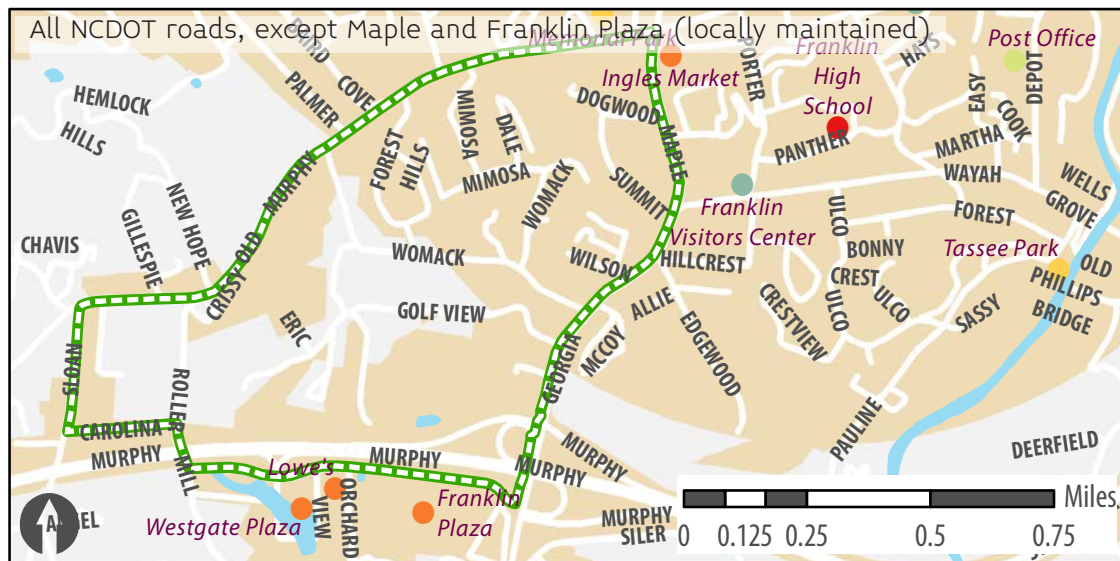 All NCDOT roads, except Maple and Franklin Plaza (locally maintained)
Memorial Park
Ingles Market
PORTER
Franklin
High
School
HAYS
Post Office
DEPOT
EASY
COOK
PALMER
COVE
HEMLOCK
HILLS
MIMOSA
DALE
DOGWOOD
MAPLE
PANTHER
MARTHA
WAYAH
WELLS
GROVE
FOREST
HILLS
MIMOSA
WOMACK
SUMMIT
Franklin
Visitors Center
ULCO
BONNY
CREST
FOREST
Tassee Park
OLD
PHILLIPS
BRIDGE
MURPHY
OLD
NEW HOPE
GILLESPIE
CHAVIS
CRISSY
WOMACK
WILSON
HILLCREST
ALLIE
EDGEWOOD
CRESTVIEW
ULCO
ULCO
SASSY
ERIC
GOLF VIEW
MCCOY
GEORGIA
PAULINE
DEERFIELD
SLOAN
CAROLINA
ROLLER
MILL
MURPHY
MURPHY
MURPHY
MURPHY
Lowe's
VIEW
ORCHARD
Westgate Plaza
Franklin
Plaza
MURPHY
SILER
Miles
0 0.125 0.25 0.5 0.75